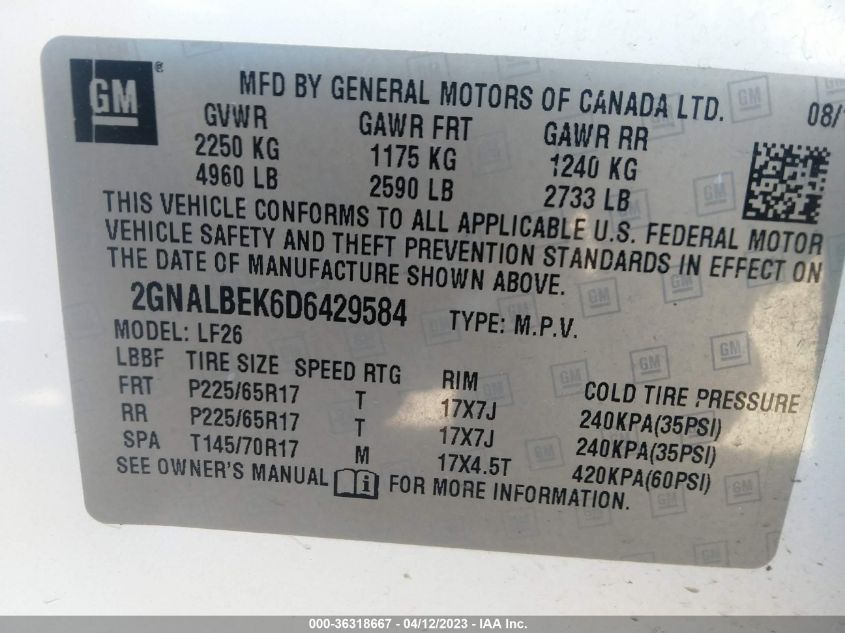 GM ®
MFD BY GENERAL MOTORS OF CANADA LTD. 08/
GVWR GAWR FRT GAWR RR
2250 KG 1175 KG 1240 KG
4960 LB 2590 LB 2733 LB
THIS VEHICLE CONFORMS TO ALL APPLICABLE U.S. FEDERAL MOTOR
VEHICLE SAFETY AND THEFT PREVENTION STANDARDS IN EFFECT ON
THE DATE OF MANUFACTURE SHOWN ABOVE.
2GNALBEK6D6429584 TYPE: M.P.V.
MODEL: LF26
LBBF TIRE SIZE SPEED RTG RIM COLD TIRE PRESSURE
FRT P225/65R17 T 17X7J 240KPA(35PSI)
RR P225/65R17 T 17X7J 240KPA(35PSI)
SPA T145/70R17 M 17X4.5T 420KPA(60PSI)
SEE OWNER'S MANUAL i FOR MORE INFORMATION.
000-36318667 - 04/12/2023 - IAA Inc.